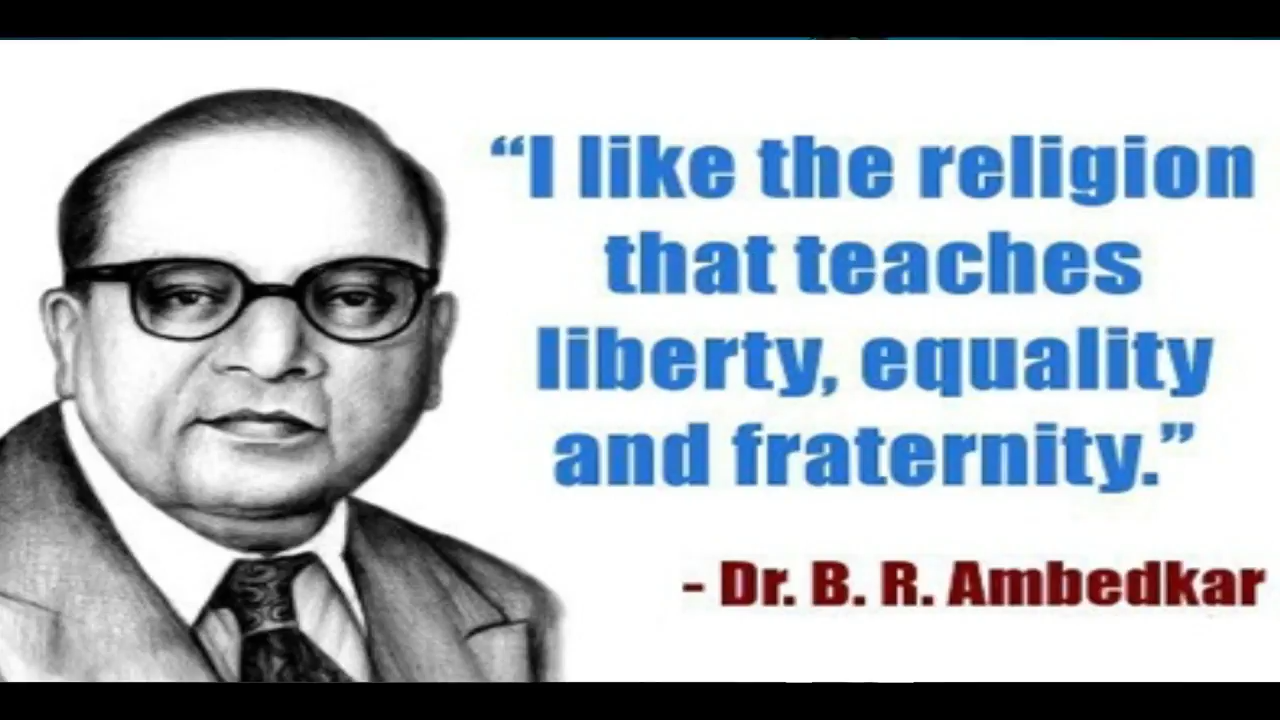 “I like the religion
that teaches
liberty, equality
and fraternity.”
- Dr. B. R. Ambedkar